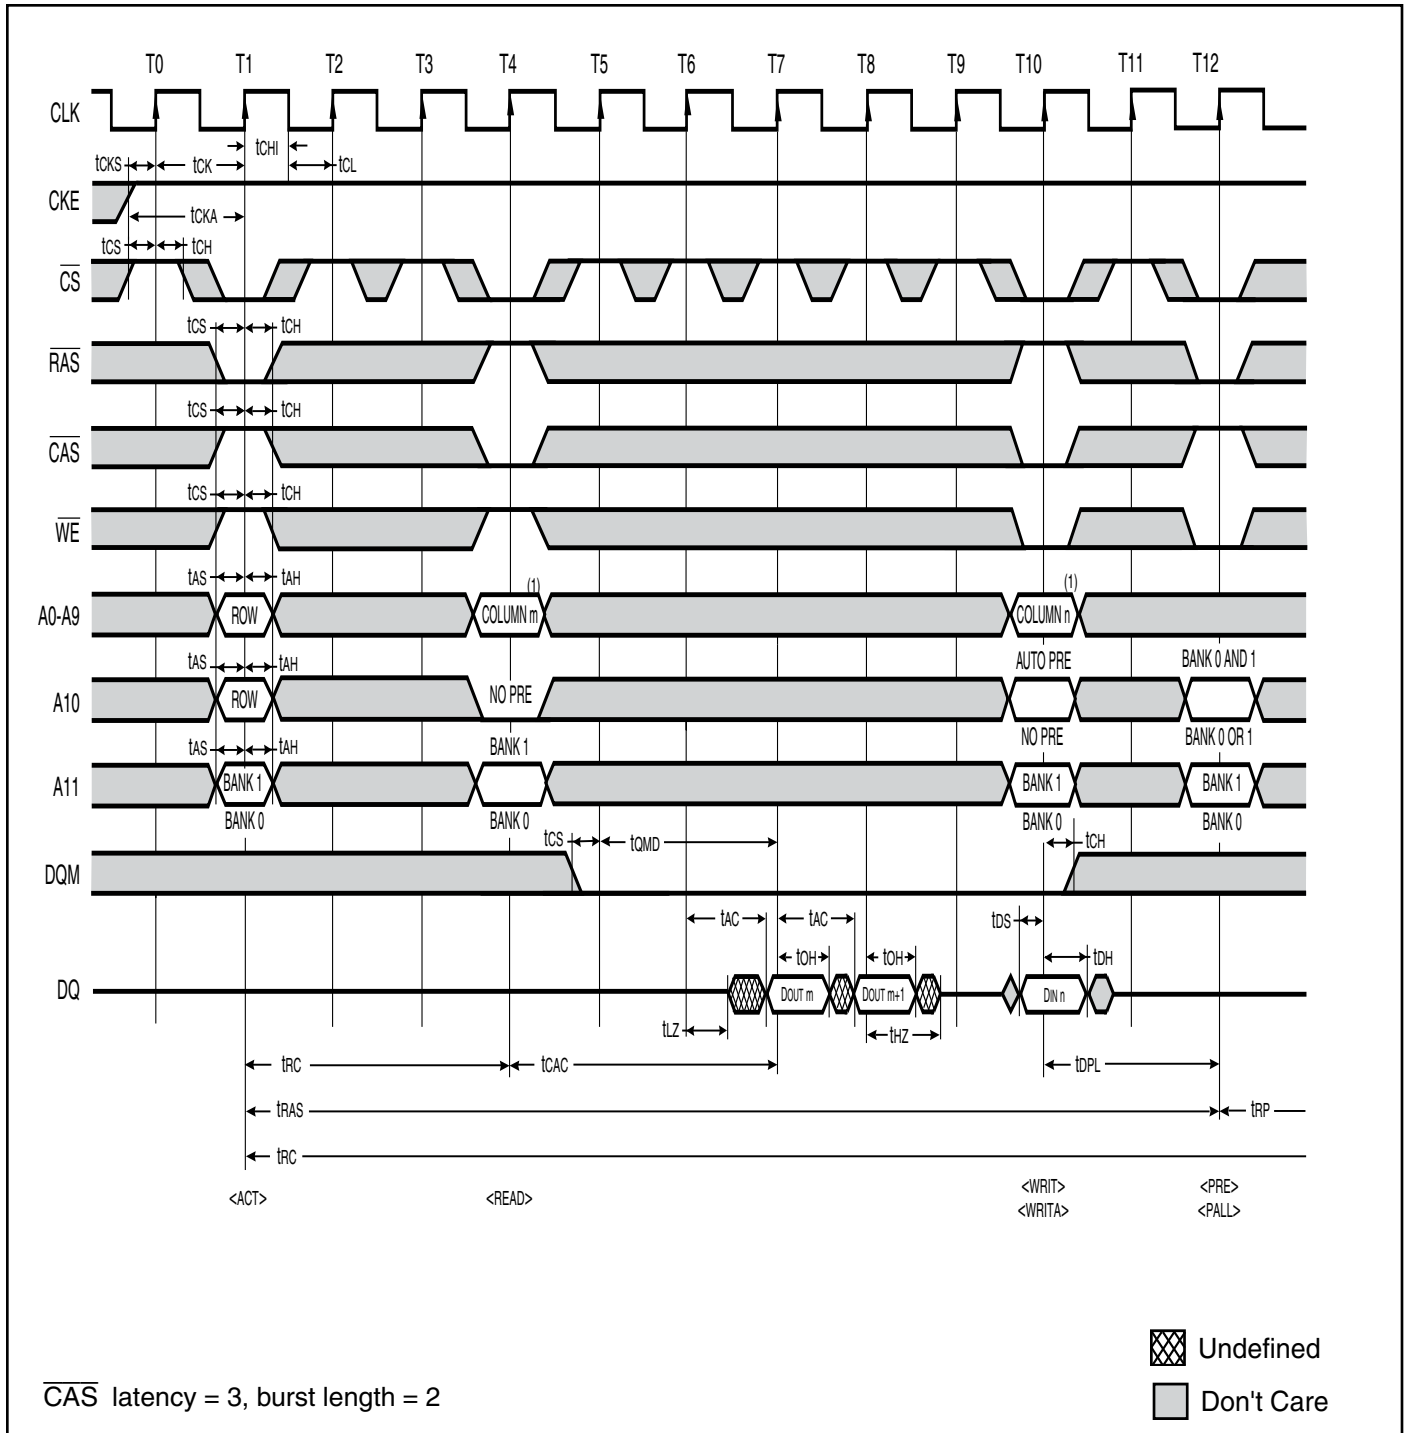 T0 T1 T2 T3 T4 T5 T6 T7 T8 T9 T10 T11 T12
CLK
tCHI
tCKS tCK tCL
CKE
tCKA
tCS tCH
CS
tCS tCH
RAS
tCS tCH
CAS
tCS tCH
WE
tAS tAH
(1) (1)
A0-A9 ROW COLUMN m COLUMN n
tAS tAH AUTO PRE BANK 0 AND 1
A10 ROW NO PRE
NO PRE BANK 0 OR 1
tAS tAH BANK 1
A11 BANK 1 BANK 1 BANK 1
BANK 0 BANK 0 BANK 0 BANK 0
tCS tQMD tCH
DQM
tAC tAC tDS
tOH tOH tDH
DQ DOUT m DOUT m+1 DIN n
tLZ tHZ
tRC tCAC tDPL
tRAS tRP
tRC
<ACT> <READ> <WRIT> <PRE>
<WRITA> <PALL>
Undefined
CAS latency = 3, burst length = 2
Don't Care